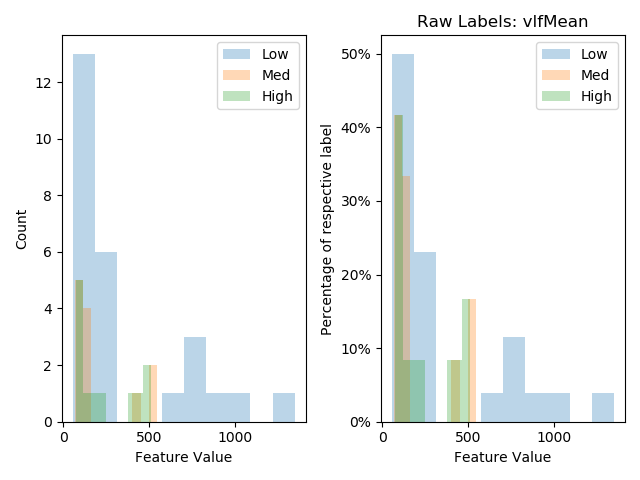 Low
Med
High
12
10
8
6
4
2
0
Count
0
500
1000
Feature Value
Raw Labels: vlfMean
Low
Med
High
50%
40%
30%
20%
10%
0%
Percentage of respective label
0
500
1000
Feature Value